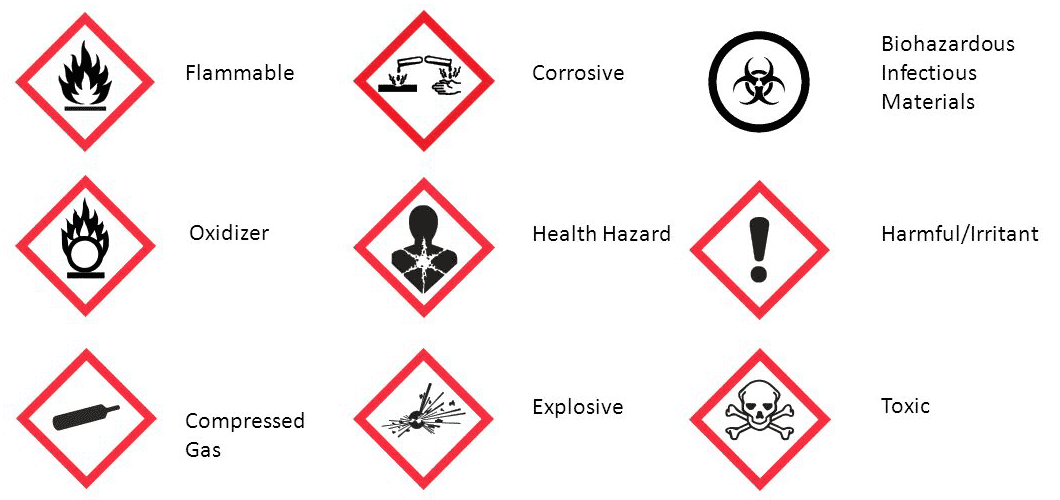 Flammable
Corrosive
Biohazardous
Infectious
Materials
Oxidizer
Health Hazard
Harmful/Irritant
Compressed
Gas
Explosive
Toxic